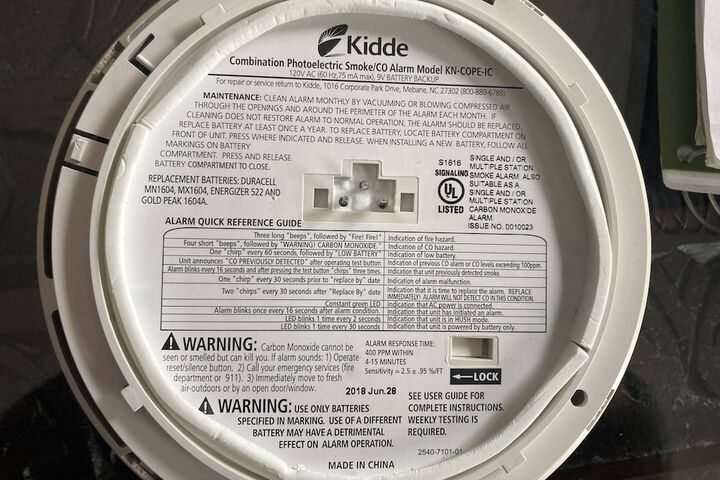 Kidde
Combination Photoelectric Smoke/CO Alarm Model KN-COPE-IC
120V AC (60 Hz,75 mA max), 9V BATTERY BACKUP
For repair or service return to Kidde, 1016 Corporate Park Drive, Mebane, NC 27302 (800-880-6788)
MAINTENANCE: CLEAN ALARM MONTHLY BY VACUUMING OR BLOWING COMPRESSED AIR
THROUGH THE OPENINGS AND AROUND THE PERIMETER OF THE ALARM EACH MONTH. IF
CLEANING DOES NOT RESTORE ALARM TO NORMAL OPERATION, THE ALARM SHOULD BE REPLACED.
REPLACE BATTERY AT LEAST ONCE A YEAR. TO REPLACE BATTERY, LOCATE BATTERY COMPARTMENT ON
FRONT OF UNIT. PRESS WHERE INDICATED AND RELEASE. WHEN INSTALLING A NEW BATTERY, FOLLOW ALL
MARKINGS ON BATTERY
COMPARTMENT. PRESS AND RELEASE
BATTERY COMPARTMENT TO CLOSE.
REPLACEMENT BATTERIES: DURACELL
MN1604, MX1604, ENERGIZER 522 AND
GOLD PEAK 1604A.
S1816
SIGNALING
UL
LISTED
SINGLE AND / OR
MULTIPLE STATION
SMOKE ALARM. ALSO
SUITABLE AS A
SINGLE AND / OR
MULTIPLE STATION
CARBON MONOXIDE
ALARM.
ISSUE NO. 0010023
ALARM QUICK REFERENCE GUIDE
Three long "beeps", followed by "Fire! Fire!" Indication of fire hazard.
Four short "beeps", followed by "WARNING! CARBON MONOXIDE." Indication of CO hazard.
One "chirp" every 60 seconds, followed by "LOW BATTERY" Indication of low battery.
Unit announces "CO PREVIOUSLY DETECTED" after operating test button Indication of previous CO alarm or CO levels exceeding 100ppm.
Alarm blinks every 16 seconds and after pressing the test button "chirps" three times. Indication that unit previously detected smoke.
One "chirp" every 30 seconds prior to "Replace By" date Indication of alarm malfunction.
Two "chirps" every 30 seconds after "Replace By" date Indication that it is time to replace the alarm. REPLACE
IMMEDIATELY! ALARM WILL NOT DETECT CO IN THIS CONDITION.
Constant green LED Indication that AC power is connected.
Alarm blinks once every 16 seconds after alarm condition. Indication that unit has initiated an alarm.
LED blinks 1 time every 2 seconds Indication that unit is in HUSH mode.
LED blinks 1 time every 30 seconds Indication that unit is powered by battery only.
WARNING: Carbon Monoxide cannot be
seen or smelled but can kill you. If alarm sounds: 1) Operate
reset/silence button. 2) Call your emergency services (fire
department or 911). 3) Immediately move to fresh
air-outdoors or by an open door/window.
ALARM RESPONSE TIME:
400 PPM WITHIN
4-15 MINUTES
Sensitivity = 2.5 ± .95 %/FT
LOCK
2018 Jun.28
WARNING: USE ONLY BATTERIES
SPECIFIED IN MARKING. USE OF A DIFFERENT
BATTERY MAY HAVE A DETRIMENTAL
EFFECT ON ALARM OPERATION.
SEE USER GUIDE FOR
COMPLETE INSTRUCTIONS.
WEEKLY TESTING IS
REQUIRED.
2540-7101-01
MADE IN CHINA